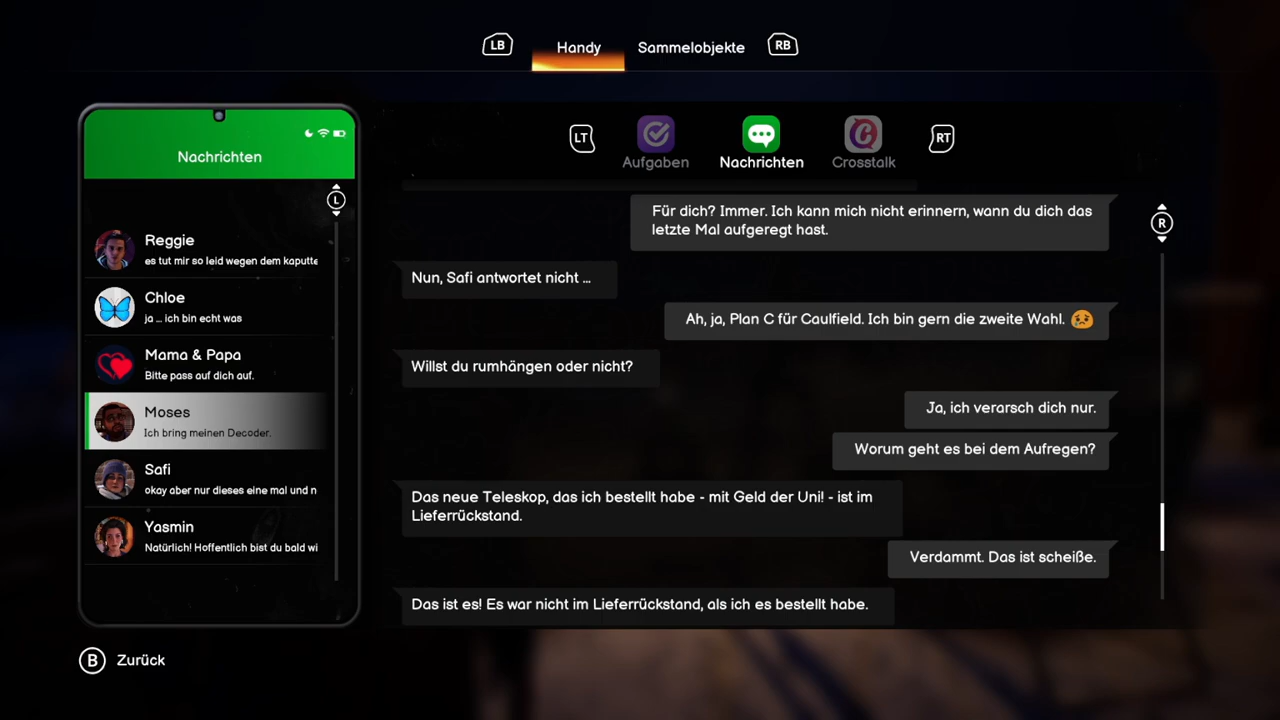 LB
Handy
Sammelobjekte
RB
Nachrichten
L
Reggie
es tut mir so leid wegen dem kaputte
Chloe
ja ... ich bin echt was
Mama & Papa
Bitte pass auf dich auf.
Moses
Ich bring meinen Decoder.
Safi
okay aber nur dieses eine mal und n
Yasmin
Natürlich! Hoffentlich bist du bald wi
LT
Aufgaben
Nachrichten
Crosstalk
RT
R
Für dich? Immer. Ich kann mich nicht erinnern, wann du dich das
letzte Mal aufgeregt hast.
Nun, Safi antwortet nicht ...
Ah, ja, Plan C für Caulfield. Ich bin gern die zweite Wahl. 😢
Willst du rumhängen oder nicht?
Ja, ich verarsch dich nur.
Worum geht es bei dem Aufregen?
Das neue Teleskop, das ich bestellt habe - mit Geld der Uni! - ist im
Lieferrückstand.
Verdammt. Das ist scheiße.
Das ist es! Es war nicht im Lieferrückstand, als ich es bestellt habe.
B Zurück